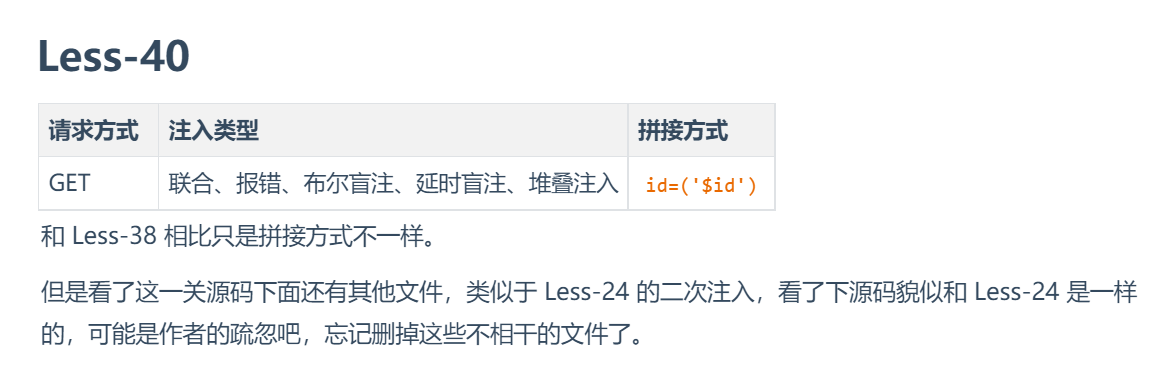 Less-40
请求方式 注入类型 拼接方式
GET 联合、报错、布尔盲注、延时盲注、堆叠注入 id=('$id')
和 Less-38 相比只是拼接方式不一样。
但是看了这一关源码下面还有其他文件，类似于 Less-24 的二次注入，看了下源码貌似和 Less-24 是一样
的，可能是作者的疏忽吧，忘记删掉这些不相干的文件了。